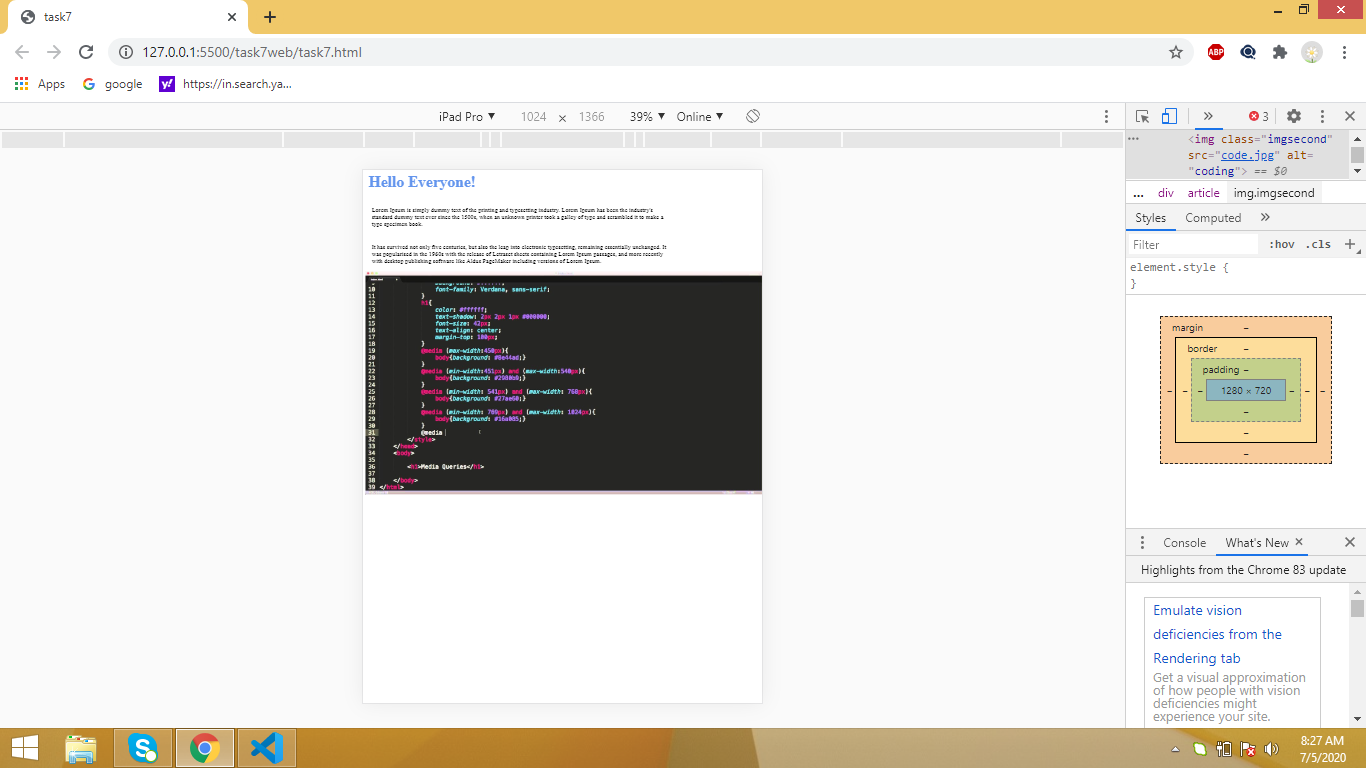 task7
127.0.0.1:5500/task7web/task7.html
ABP
Apps
google
https://in.search.ya...
iPad Pro ▼ 1024 × 1366 39% ▼ Online ▼
3
<img class="imgsecond"
src="code.jpg" alt=
"coding"> == $0
... div article img.imgsecond
Styles Computed »
Filter :hov .cls +
element.style {
}
margin –
border –
padding –
– – – 1280 × 720 – – –
–
–
–
Hello Everyone!
Lorem Ipsum is simply dummy text of the printing and typesetting industry. Lorem Ipsum has been the industry's
standard dummy text ever since the 1500s, when an unknown printer took a galley of type and scrambled it to make a
type specimen book.
It has survived not only five centuries, but also the leap into electronic typesetting, remaining essentially unchanged. It
was popularised in the 1960s with the release of Letraset sheets containing Lorem Ipsum passages, and more recently
with desktop publishing software like Aldus PageMaker including versions of Lorem Ipsum.
10 font-family: Verdana, sans-serif;
11 }
12 h1{
13 color: #ffffff;
14 text-shadow: 2px 2px 1px #000000;
15 font-size: 42px;
16 text-align: center;
17 margin-top: 100px;
18 }
19 @media (max-width:450px){
20 body{background: #8e44ad;}
21 }
22 @media (min-width:451px) and (max-width:540px){
23 body{background: #2980b9;}
24 }
25 @media (min-width: 541px) and (max-width: 768px){
26 body{background: #27ae60;}
27 }
28 @media (min-width: 769px) and (max-width: 1024px){
29 body{background: #16a085;}
30 }
31 @media
32 </style>
33 </head>
34 <body>
35
36 <h1>Media Queries</h1>
37
38 </body>
39 </html>
Console What's New ×
Highlights from the Chrome 83 update
Emulate vision
deficiencies from the
Rendering tab
Get a visual approximation
of how people with vision
deficiencies might
experience your site.
8:27 AM
7/5/2020